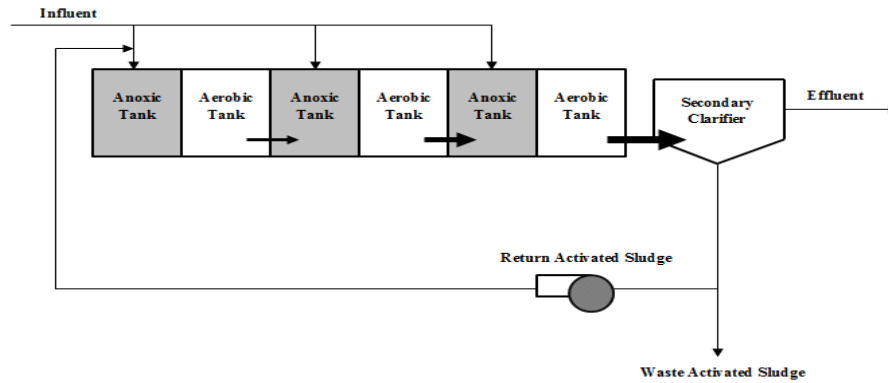 Influent
Anoxic
Tank
Aerobic
Tank
Anoxic
Tank
Aerobic
Tank
Anoxic
Tank
Aerobic
Tank
Secondary
Clarifier
Effluent
Return Activated Sludge
Waste Activated Sludge